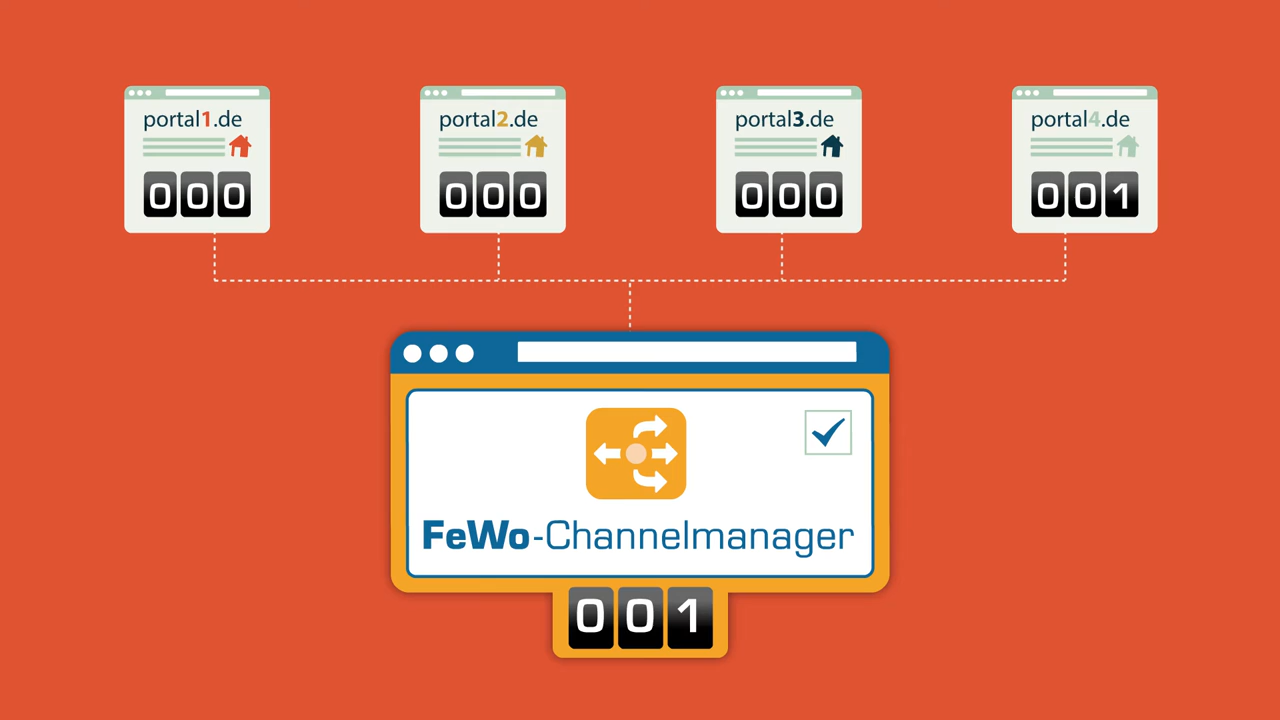 portal1.de
portal2.de
portal3.de
portal4.de
000
000
000
001
FeWo-Channelmanager
001